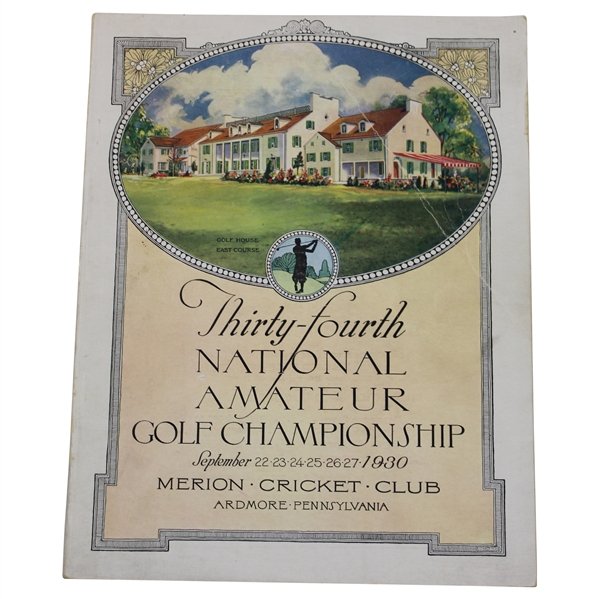 GOLF HOUSE
EAST COURSE
Thirty-fourth
NATIONAL
AMATEUR
GOLF CHAMPIONSHIP
September 22·23·24·25·26·27·1930
MERION · CRICKET · CLUB
ARDMORE · PENNSYLVANIA